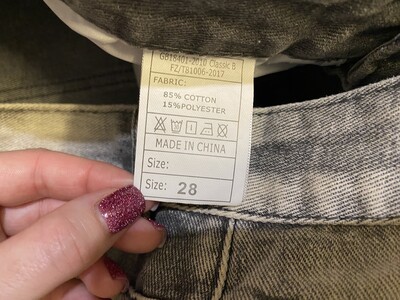 GB18401-2010 Classic B
FZ/T81006-2017
FABRIC:
85% COTTON
15%POLYESTER
MADE IN CHINA
Size:
Size: 28